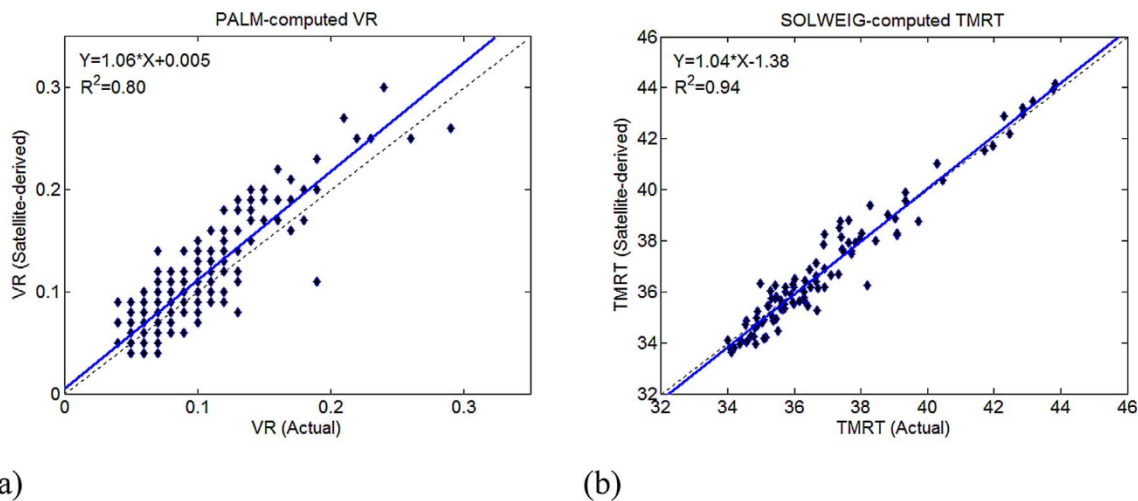 PALM-computed VR
Y=1.06*X+0.005
R²=0.80
VR (Satellite-derived)
0.3
0.2
0.1
0
0 0.1 0.2 0.3
VR (Actual)
a)
SOLWEIG-computed TMRT
Y=1.04*X-1.38
R²=0.94
TMRT (Satellite-derived)
46
44
42
40
38
36
34
32
32 34 36 38 40 42 44 46
TMRT (Actual)
(b)